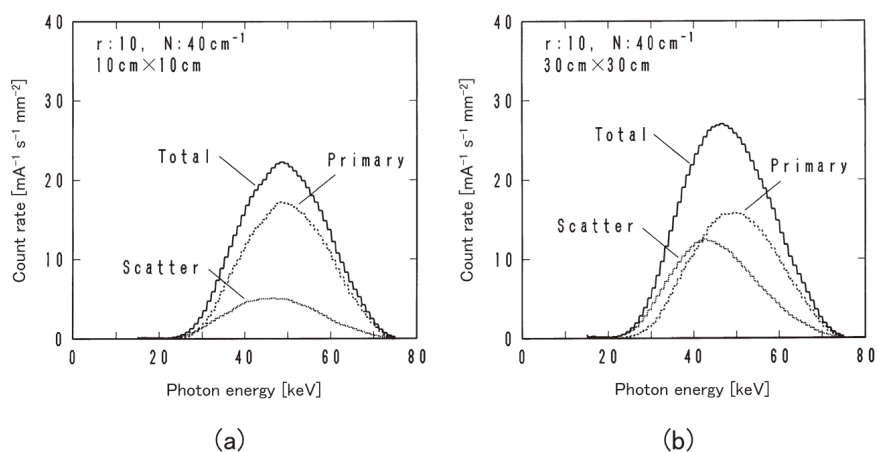 r:10, N:40cm⁻¹
10cm×10cm
Total
Primary
Scatter
Count rate [mA⁻¹ s⁻¹ mm⁻²]
40
30
20
10
0
0 20 40 60 80
Photon energy [keV]
(a)
r:10, N:40cm⁻¹
30cm×30cm
Total
Primary
Scatter
Count rate [mA⁻¹ s⁻¹ mm⁻²]
40
30
20
10
0
0 20 40 60 80
Photon energy [keV]
(b)